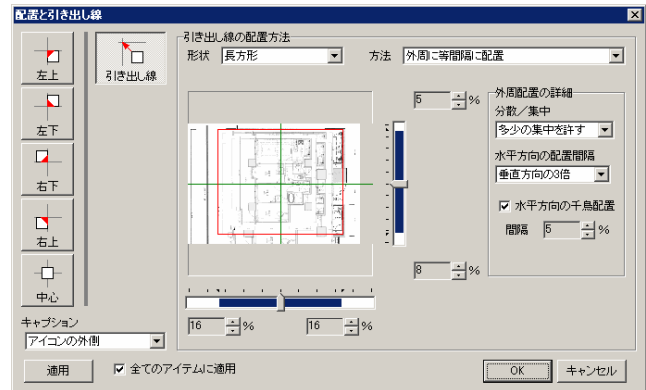 配置と引き出し線
左上
左下
右下
右上
中心
引き出し線
キャプション
アイコンの外側
適用
全てのアイテムに適用
引き出し線の配置方法
形状 長方形 方法 外周に等間隔に配置
5 %
8 %
16 % 16 %
外周配置の詳細
分散／集中
多少の集中を許す
水平方向の配置間隔
垂直方向の3倍
水平方向の千鳥配置
間隔 5 %
OK キャンセル